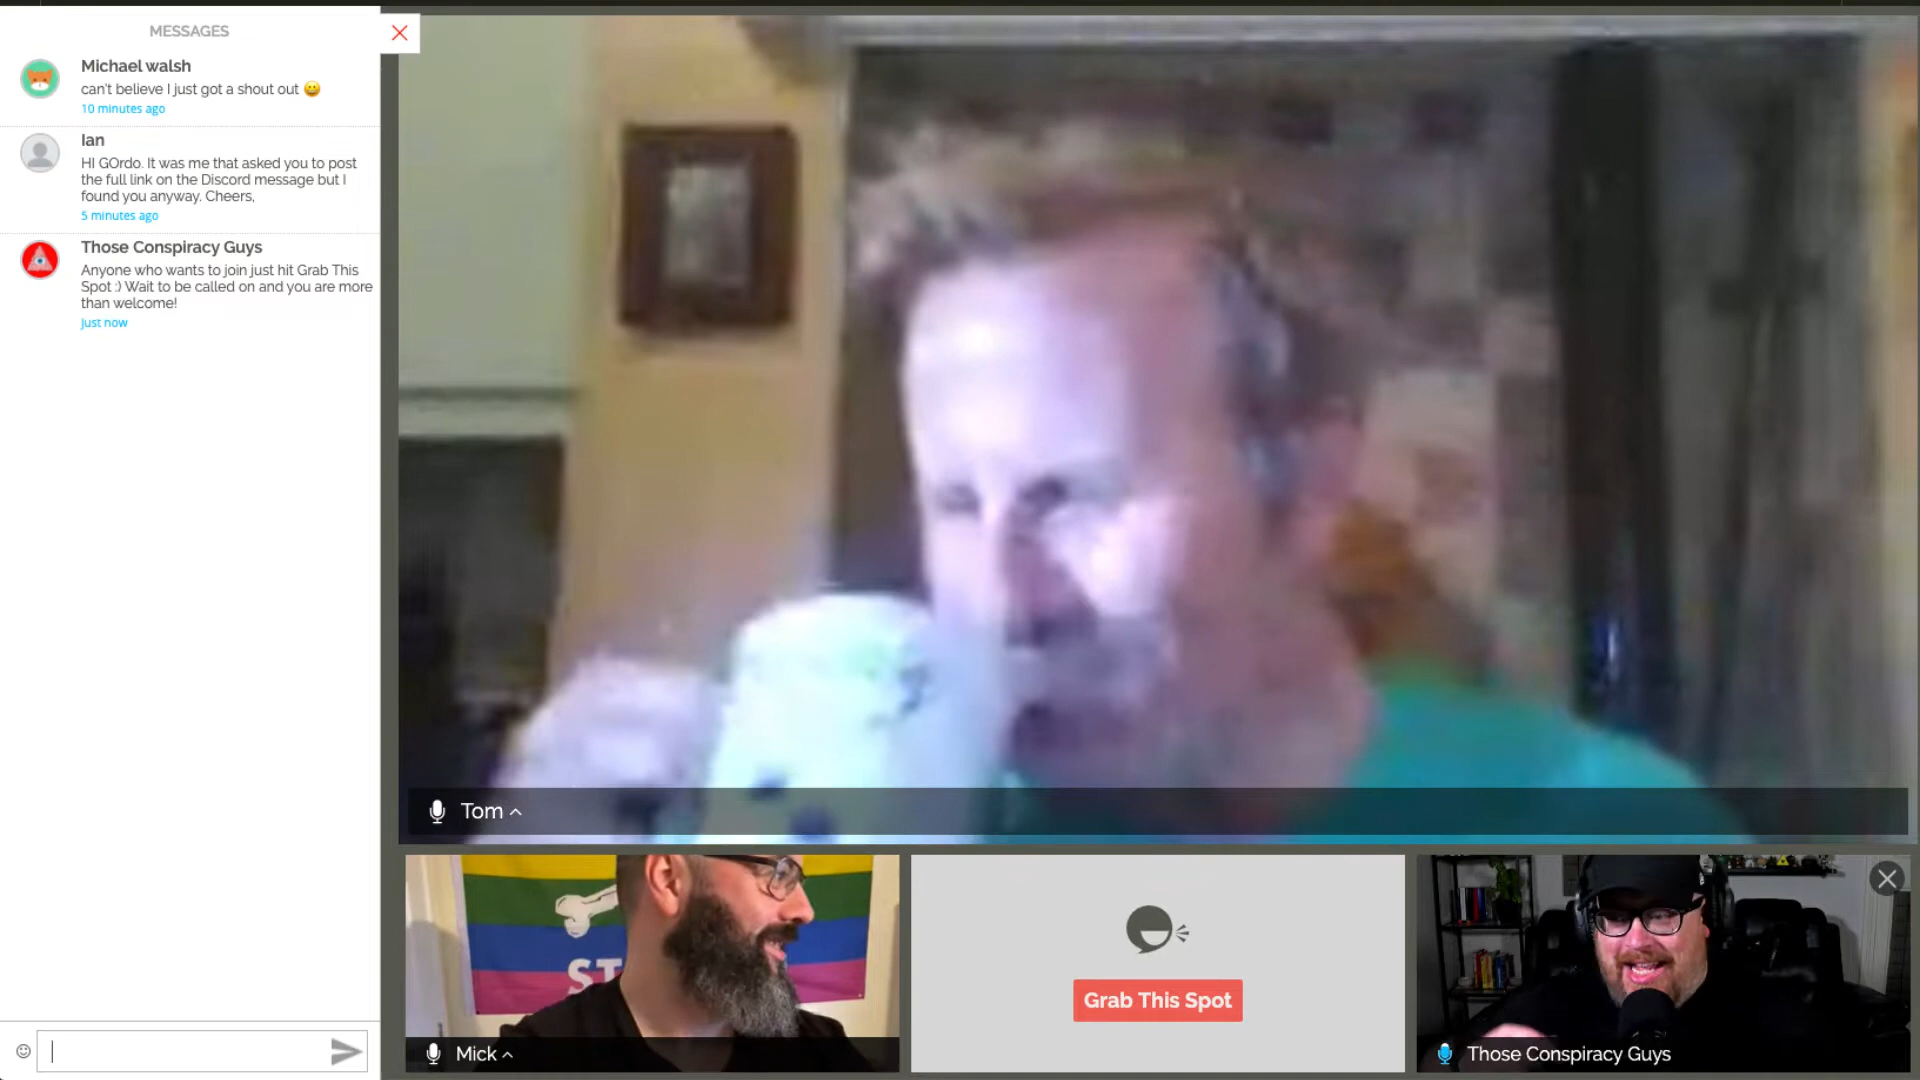 MESSAGES
Michael walsh
can't believe I just got a shout out 😀
10 minutes ago
Ian
HI GOrdo. It was me that asked you to post
the full link on the Discord message but I
found you anyway. Cheers,
5 minutes ago
Those Conspiracy Guys
Anyone who wants to join just hit Grab This
Spot :) Wait to be called on and you are more
than welcome!
just now
Tom
ST
Mick
Grab This Spot
Those Conspiracy Guys